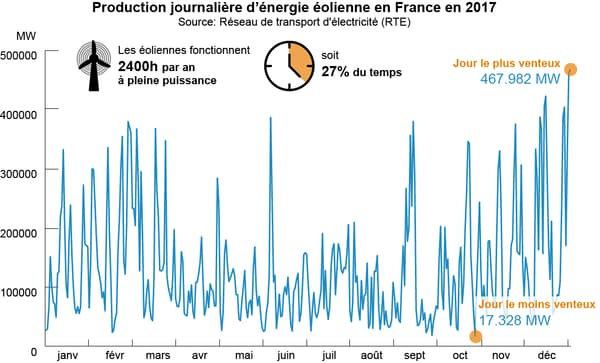 Production journalière d'énergie éolienne en France en 2017
Source: Réseau de transport d'électricité (RTE)
MW
Les éoliennes fonctionnent
2400h par an
à pleine puissance
soit
27% du temps
Jour le plus venteux
467.982 MW
500000
400000
300000
200000
100000
0
Jour le moins venteux
17.328 MW
janv févr mars avril mai juin juil août sept oct nov déc